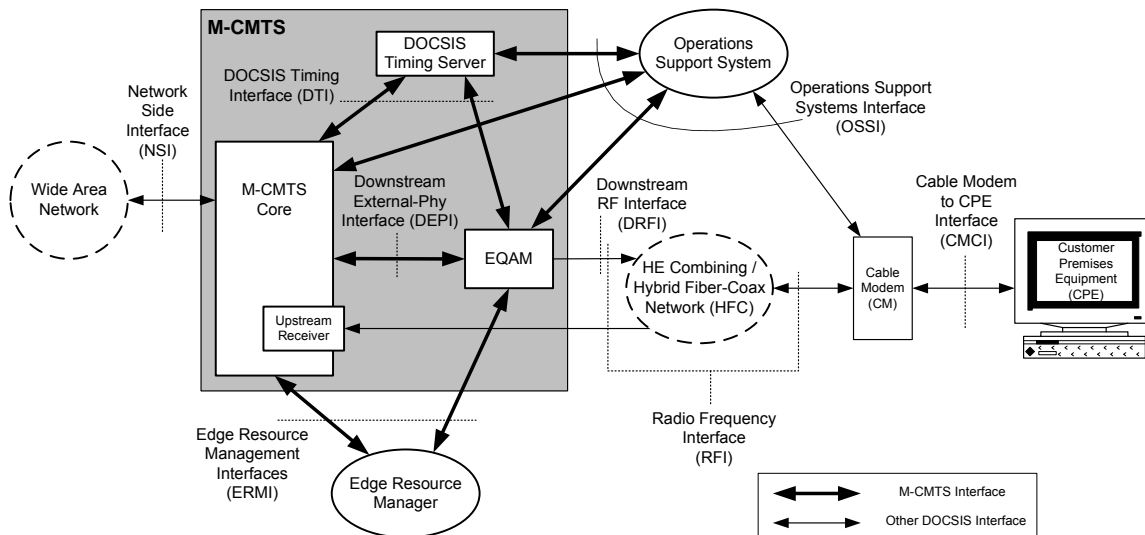 M-CMTS
DOCSIS
Timing Server
Operations
Support System
DOCSIS Timing
Interface (DTI)
Network
Side
Interface
(NSI)
Operations Support
Systems Interface
(OSSI)
Wide Area
Network
M-CMTS
Core
Downstream
External-Phy
Interface (DEPI)
Downstream
RF Interface
(DRFI)
Cable Modem
to CPE
Interface
(CMCI)
EQAM
HE Combining /
Hybrid Fiber-Coax
Network (HFC)
Cable
Modem
(CM)
Customer
Premises
Equipment
(CPE)
Upstream
Receiver
Edge Resource
Management
Interfaces
(ERMI)
Radio Frequency
Interface
(RFI)
Edge Resource
Manager
M-CMTS Interface
Other DOCSIS Interface